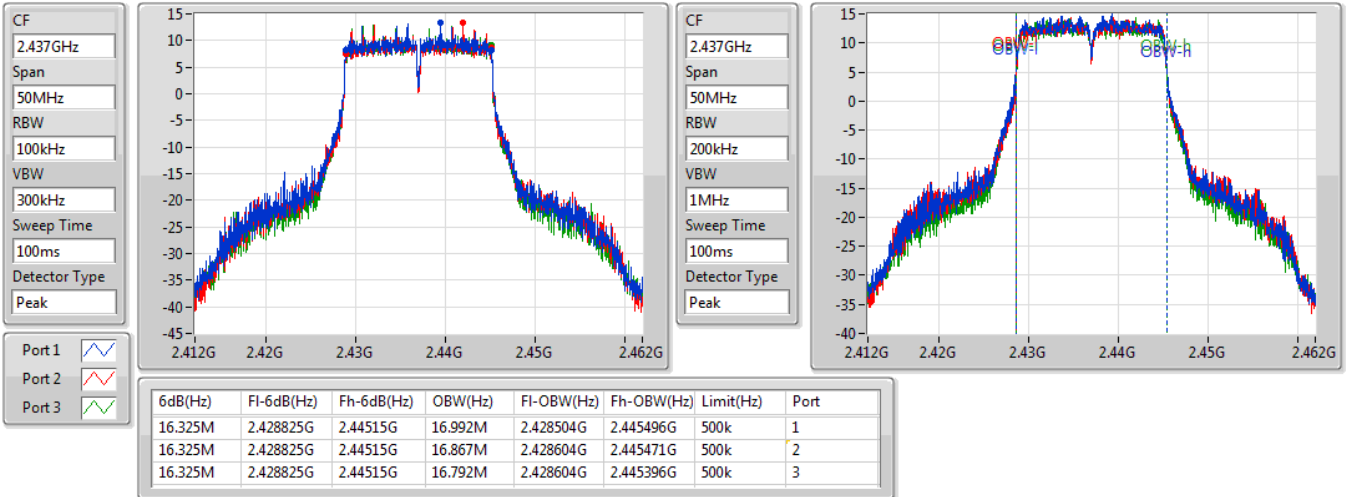 CF
2.437GHz
Span
50MHz
RBW
100kHz
VBW
300kHz
Sweep Time
100ms
Detector Type
Peak
Port 1
Port 2
Port 3
15
10
5
0
-5
-10
-15
-20
-25
-30
-35
-40
-45
2.412G 2.42G 2.43G 2.44G 2.45G 2.462G
CF
2.437GHz
Span
50MHz
RBW
200kHz
VBW
1MHz
Sweep Time
100ms
Detector Type
Peak
15
10
5
0
-5
-10
-15
-20
-25
-30
-35
-40
OBW-l OBW-h
2.412G 2.42G 2.43G 2.44G 2.45G 2.462G
6dB(Hz) Fl-6dB(Hz) Fh-6dB(Hz) OBW(Hz) Fl-OBW(Hz) Fh-OBW(Hz) Limit(Hz) Port
16.325M 2.428825G 2.44515G 16.992M 2.428504G 2.445496G 500k 1
16.325M 2.428825G 2.44515G 16.867M 2.428604G 2.445471G 500k 2
16.325M 2.428825G 2.44515G 16.792M 2.428604G 2.445396G 500k 3